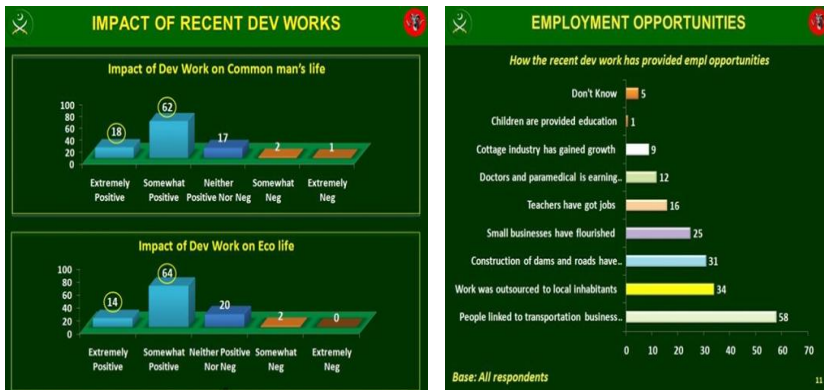 IMPACT OF RECENT DEV WORKS
Impact of Dev Work on Common man's life
100
80
60
40
20
0
18
62
17
2
1
Extremely Positive
Somewhat Positive
Neither Positive Nor Neg
Somewhat Neg
Extremely Neg
Impact of Dev Work on Eco life
100
80
60
40
20
0
14
64
20
2
0
Extremely Positive
Somewhat Positive
Neither Positive Nor Neg
Somewhat Neg
Extremely Neg
EMPLOYMENT OPPORTUNITIES
How the recent dev work has provided empl opportunities
Don't Know 5
Children are provided education 1
Cottage industry has gained growth 9
Doctors and paramedical is earning.. 12
Teachers have got jobs 16
Small businesses have flourished 25
Construction of dams and roads have.. 31
Work was outsourced to local inhabitants 34
People linked to transportation business.. 58
0 10 20 30 40 50 60 70
Base: All respondents
11